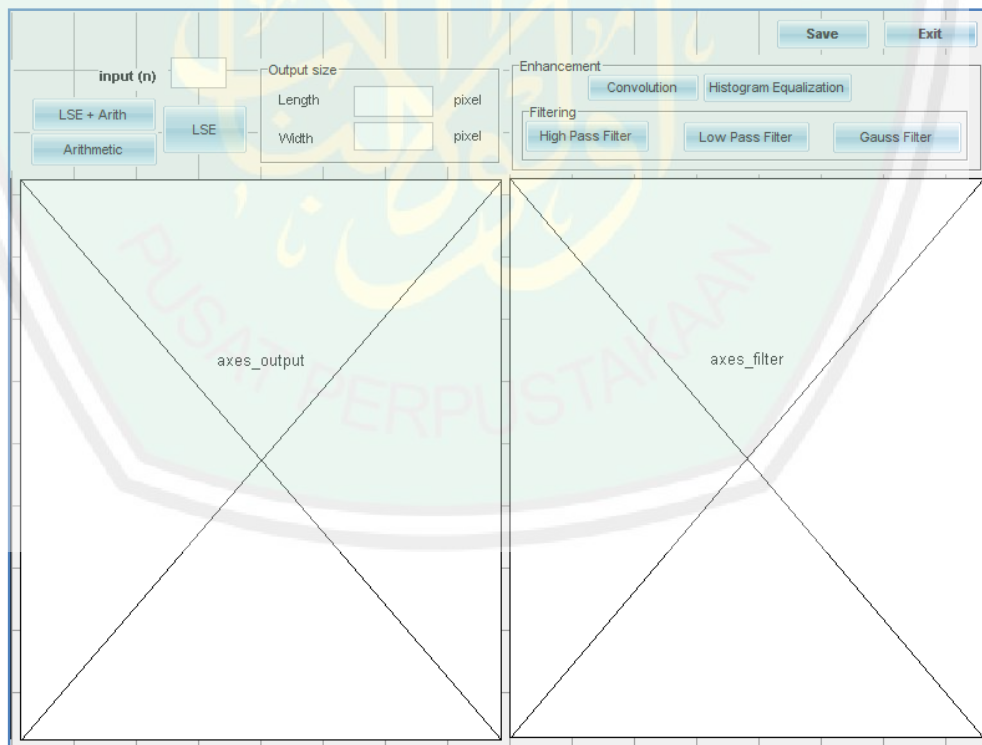 Save Exit
input (n)
Output size
Enhancement
Convolution Histogram Equalization
Length pixel
LSE + Arith
LSE
Filtering
High Pass Filter Low Pass Filter Gauss Filter
Width pixel
Arithmetic
axes_output
axes_filter
PUSAT PERPUSTAKAAN